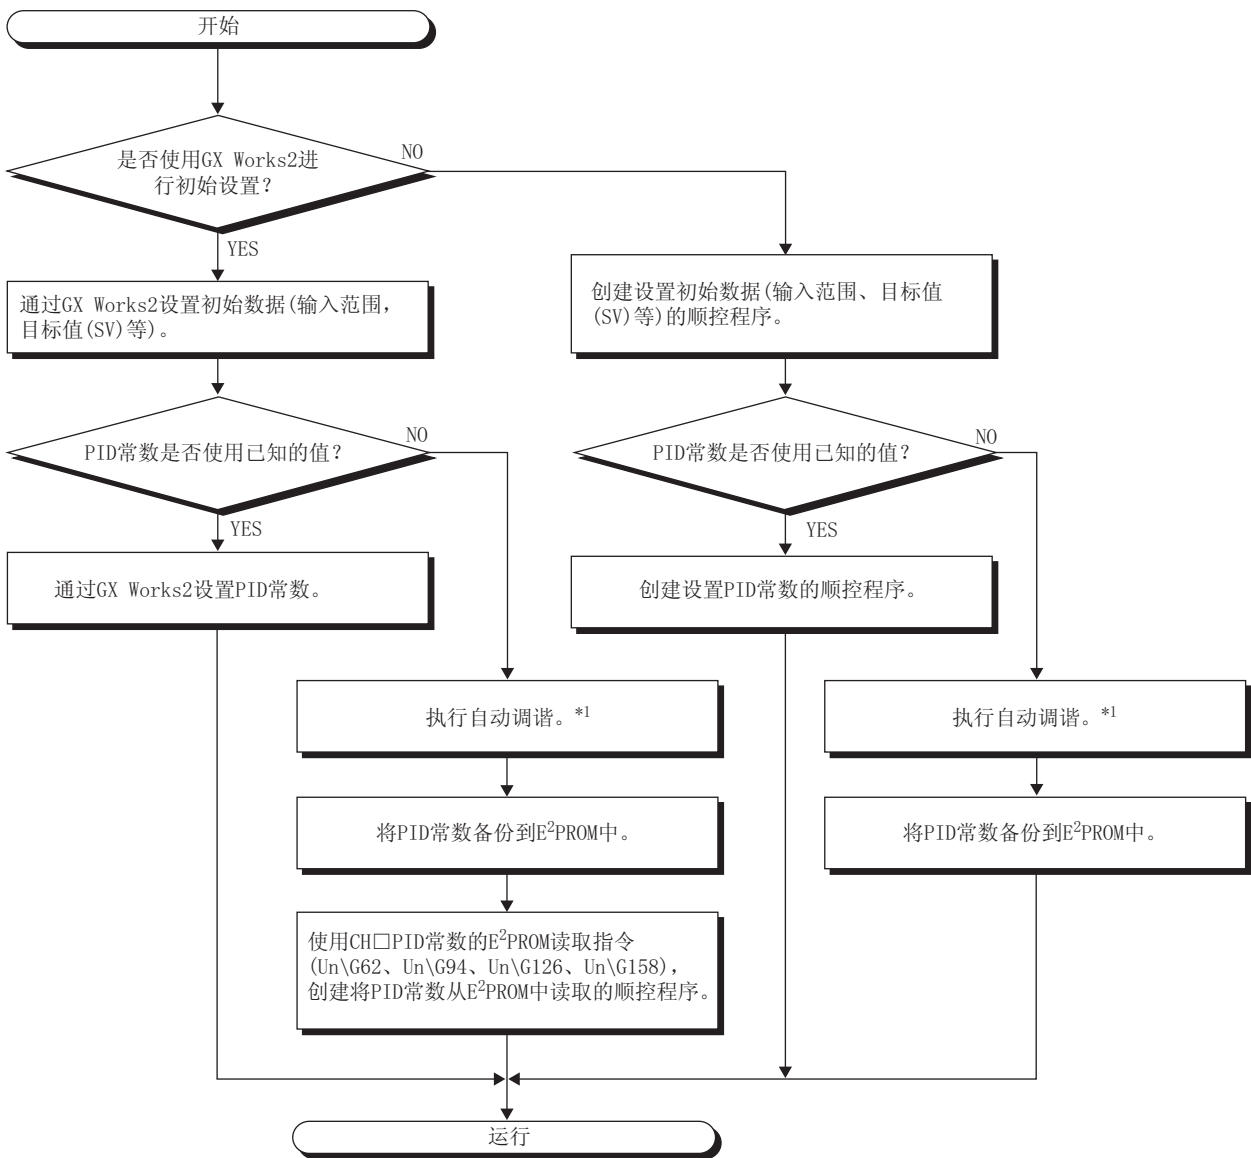 开始
是否使用GX Works2进
行初始设置?
NO
YES
通过GX Works2设置初始数据(输入范围,
目标值(SV)等)。
创建设置初始数据(输入范围、目标值
(SV)等)的顺控程序。
PID常数是否使用已知的值?
NO
YES
PID常数是否使用已知的值?
NO
YES
通过GX Works2设置PID常数。
创建设置PID常数的顺控程序。
执行自动调谐。*1
执行自动调谐。*1
将PID常数备份到E²PROM中。
将PID常数备份到E²PROM中。
使用CH□PID常数的E²PROM读取指令
(Un\G62、Un\G94、Un\G126、Un\G158),
创建将PID常数从E²PROM中读取的顺控程序。
运行